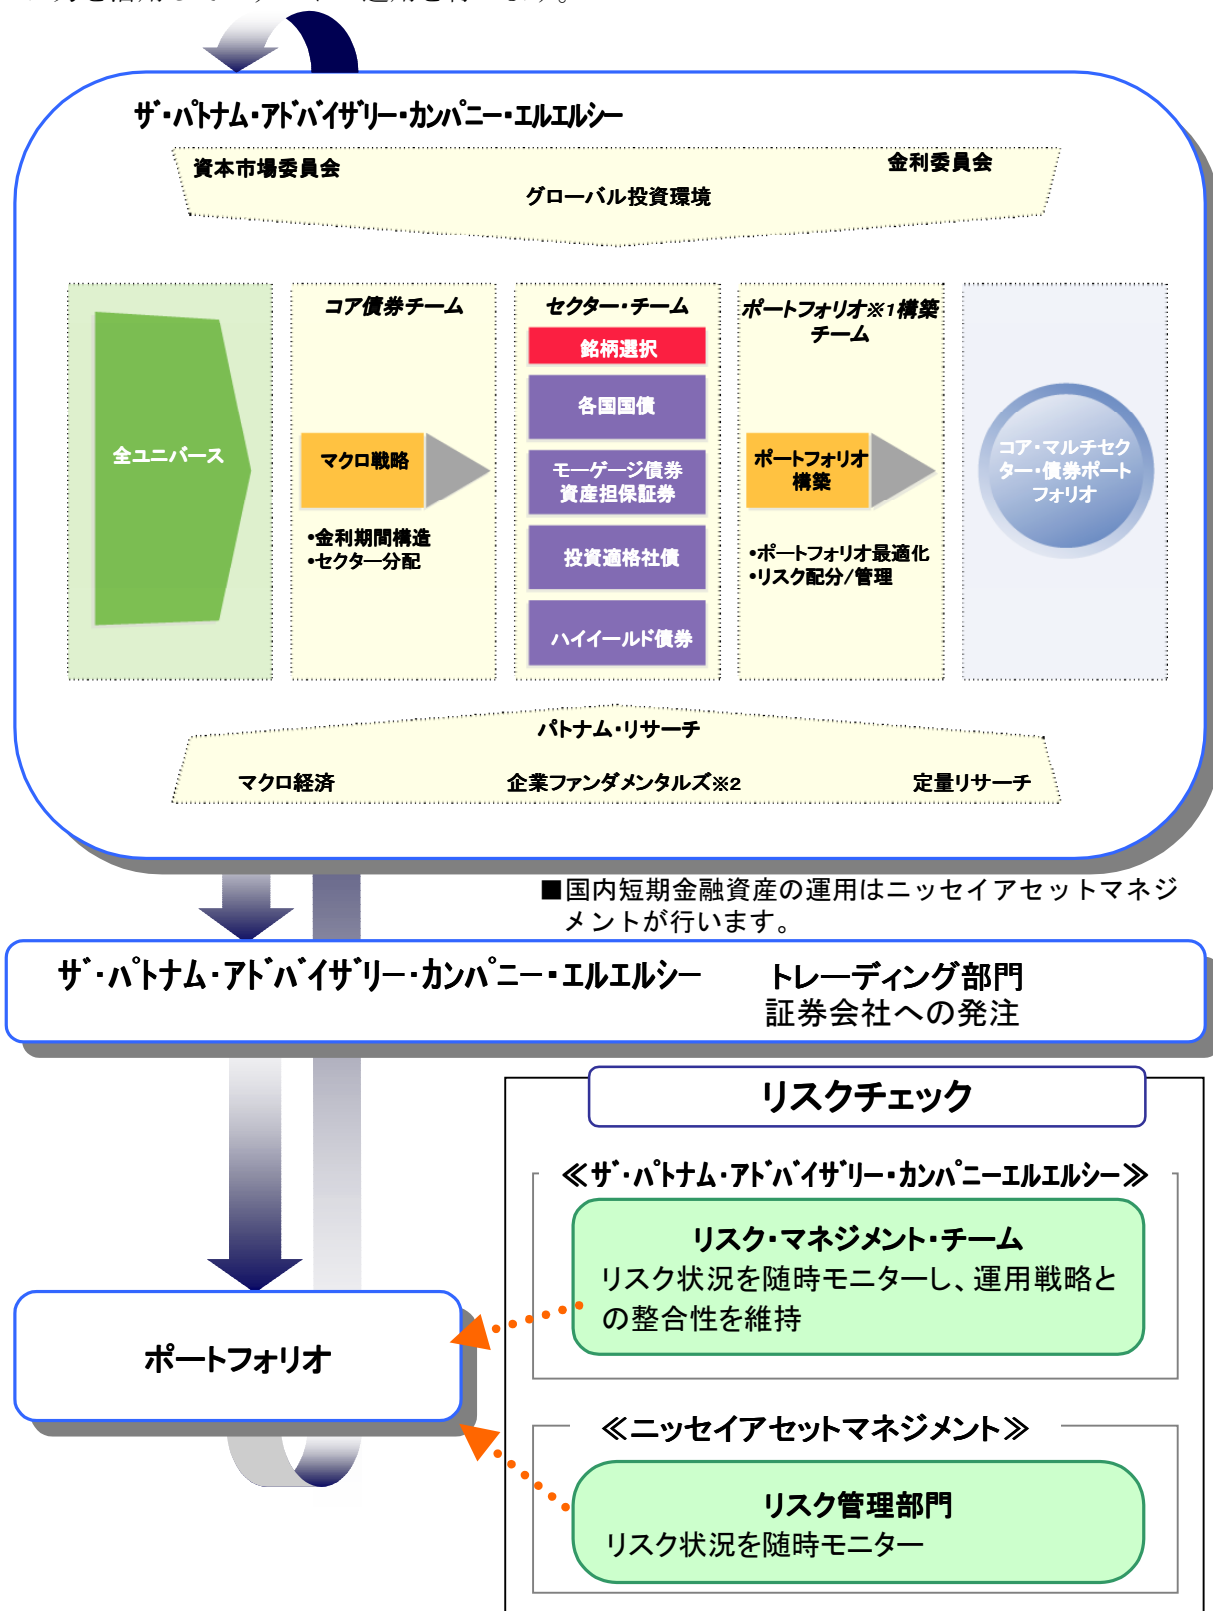 ザ・パトナム・アドバイザリー・カンパニー・エルエルシー
資本市場委員会
金利委員会
グローバル投資環境
全ユニバース
コア債券チーム
マクロ戦略
•金利期間構造
•セクター分配
セクター・チーム
銘柄選択
各国国債
モーゲージ債券
資産担保証券
投資適格社債
ハイイールド債券
ポートフォリオ※1構築
チーム
ポートフォリオ
構築
•ポートフォリオ最適化
•リスク配分/管理
コア・マルチセク
ター・債券ポート
フォリオ
パトナム・リサーチ
マクロ経済
企業ファンダメンタルズ※2
定量リサーチ
■国内短期金融資産の運用はニッセイアセットマネジ
メントが行います。
ザ・パトナム・アドバイザリー・カンパニー・エルエルシー トレーディング部門
証券会社への発注
リスクチェック
≪ザ・パトナム・アドバイザリー・カンパニーエルエルシー≫
リスク・マネジメント・チーム
リスク状況を随時モニターし、運用戦略と
の整合性を維持
ポートフォリオ
≪ニッセイアセットマネジメント≫
リスク管理部門
リスク状況を随時モニター